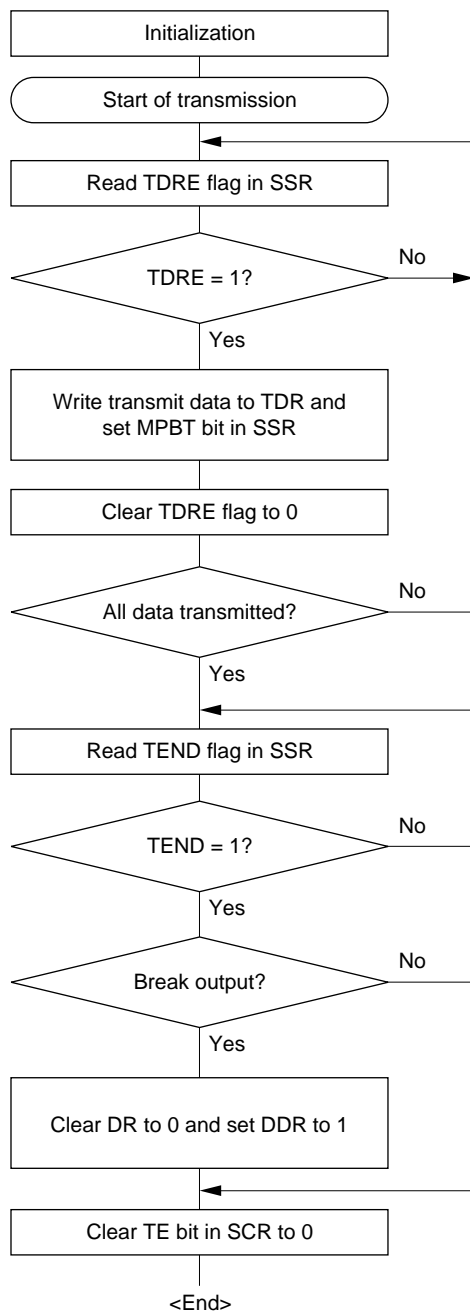 Initialization
Start of transmission
Read TDRE flag in SSR
TDRE = 1?
No
Yes
Write transmit data to TDR and
set MPBT bit in SSR
Clear TDRE flag to 0
All data transmitted?
No
Yes
Read TEND flag in SSR
TEND = 1?
No
Yes
Break output?
No
Yes
Clear DR to 0 and set DDR to 1
Clear TE bit in SCR to 0
<End>